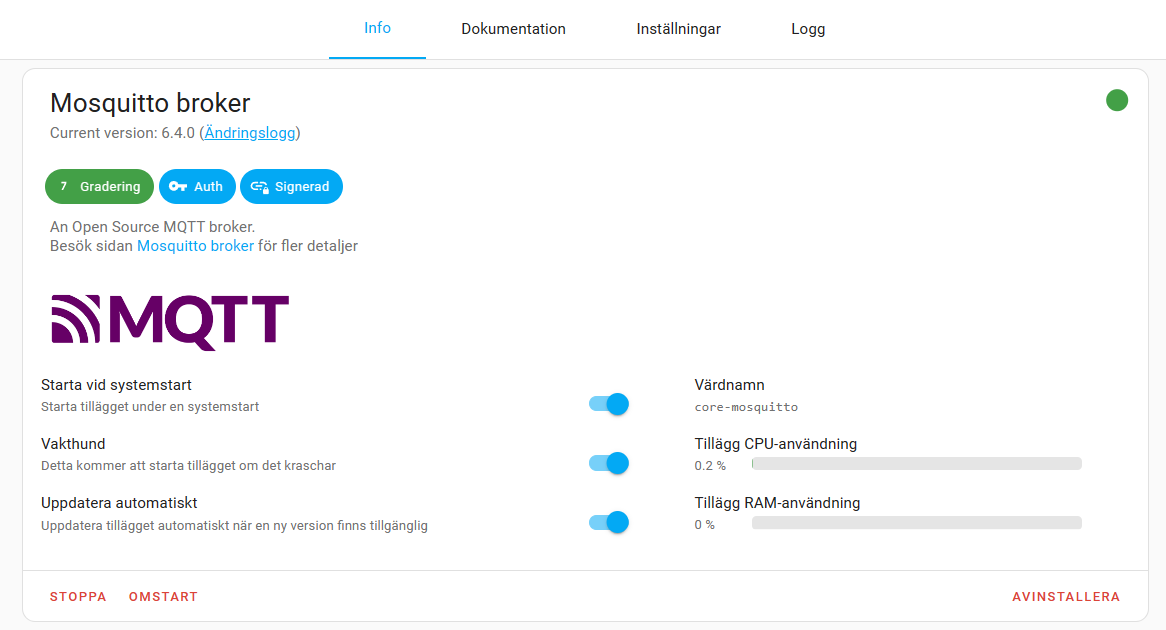 Info Dokumentation Inställningar Logg
Mosquitto broker
Current version: 6.4.0 (Ändringslogg)
7 Gradering Auth Signerad
An Open Source MQTT broker.
Besök sidan Mosquitto broker för fler detaljer
MQTT
Starta vid systemstart
Starta tillägget under en systemstart
Vakthund
Detta kommer att starta tillägget om det kraschar
Uppdatera automatiskt
Uppdatera tillägget automatiskt när en ny version finns tillgänglig
Värdnamn
core-mosquitto
Tillägg CPU-användning
0.2 %
Tillägg RAM-användning
0 %
STOPPA OMSTART AVINSTALLERA